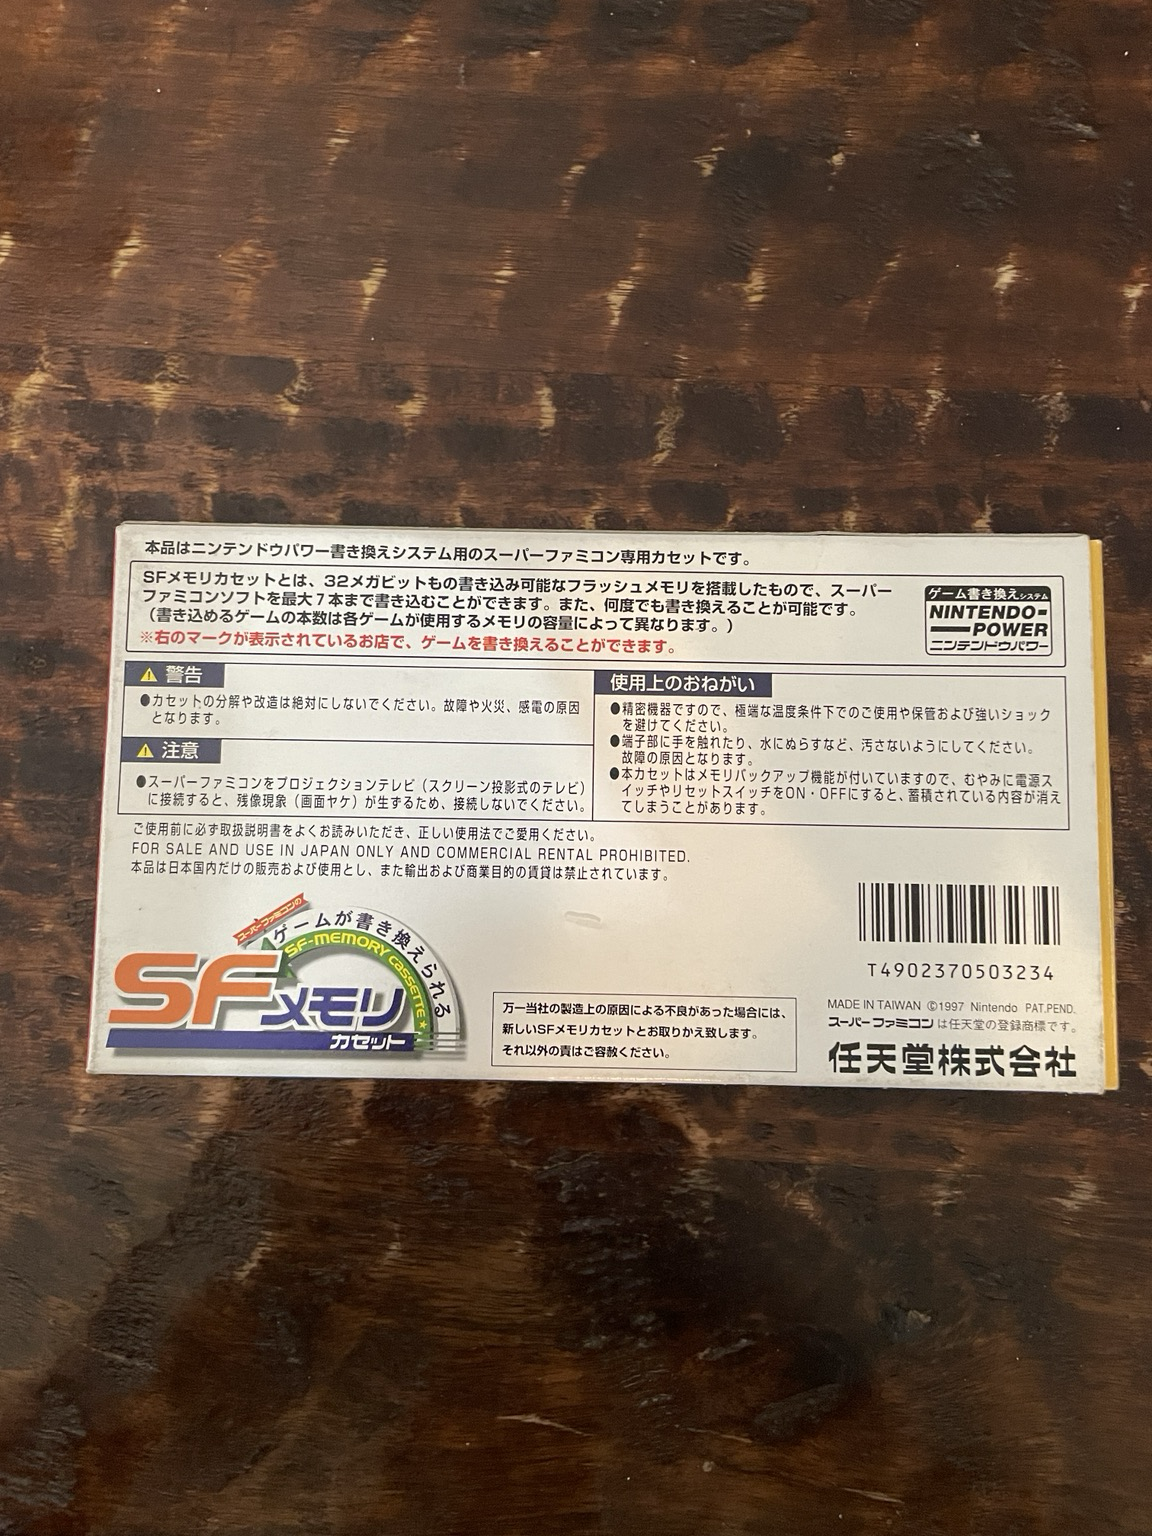 本品はニンテンドウパワー書き換えシステム用のスーパーファミコン専用カセットです。
SFメモリカセットとは、32メガビットもの書き込み可能なフラッシュメモリを搭載したもので、スーパー
ファミコンソフトを最大7本まで書き込むことができます。また、何度でも書き換えることが可能です。
（書き込めるゲームの本数は各ゲームが使用するメモリの容量によって異なります。）
※右のマークが表示されているお店で、ゲームを書き換えることができます。
ゲーム書き換えシステム
NINTENDO
POWER
ニンテンドウパワー
警告
●カセットの分解や改造は絶対にしないでください。故障や火災、感電の原因
となります。
注意
●スーパーファミコンをプロジェクションテレビ（スクリーン投影式のテレビ）
に接続すると、残像現象（画面ヤケ）が生ずるため、接続しないでください。
使用上のおねがい
●精密機器ですので、極端な温度条件下でのご使用や保管および強いショック
を避けてください。
●端子部に手を触れたり、水にぬらすなど、汚さないようにしてください。
故障の原因となります。
●本カセットはメモリバックアップ機能が付いていますので、むやみに電源ス
イッチやリセットスイッチをON・OFFにすると、蓄積されている内容が消え
てしまうことがあります。
ご使用前に必ず取扱説明書をよくお読みいただき、正しい使用法でご愛用ください。
FOR SALE AND USE IN JAPAN ONLY AND COMMERCIAL RENTAL PROHIBITED.
本品は日本国内だけの販売および使用とし、また輸出および商業目的の賃貸は禁止されています。
スーパーファミコンの
ゲームが書き換えられる
SF-MEMORY CASSETTE★
SFメモリ
カセット
万一当社の製造上の原因による不良があった場合には、
新しいSFメモリカセットとお取りかえ致します。
それ以外の責はご容赦ください。
T4902370503234
MADE IN TAIWAN ©1997 Nintendo PAT.PEND.
スーパーファミコンは任天堂の登録商標です。
任天堂株式会社